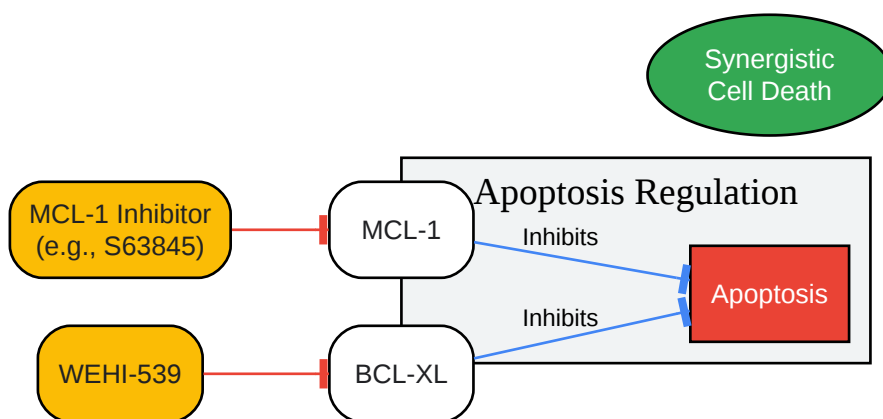 Synergistic
Cell Death
Apoptosis Regulation
MCL-1 Inhibitor
(e.g., S63845)
MCL-1
Inhibits
Apoptosis
Inhibits
WEHI-539
BCL-XL